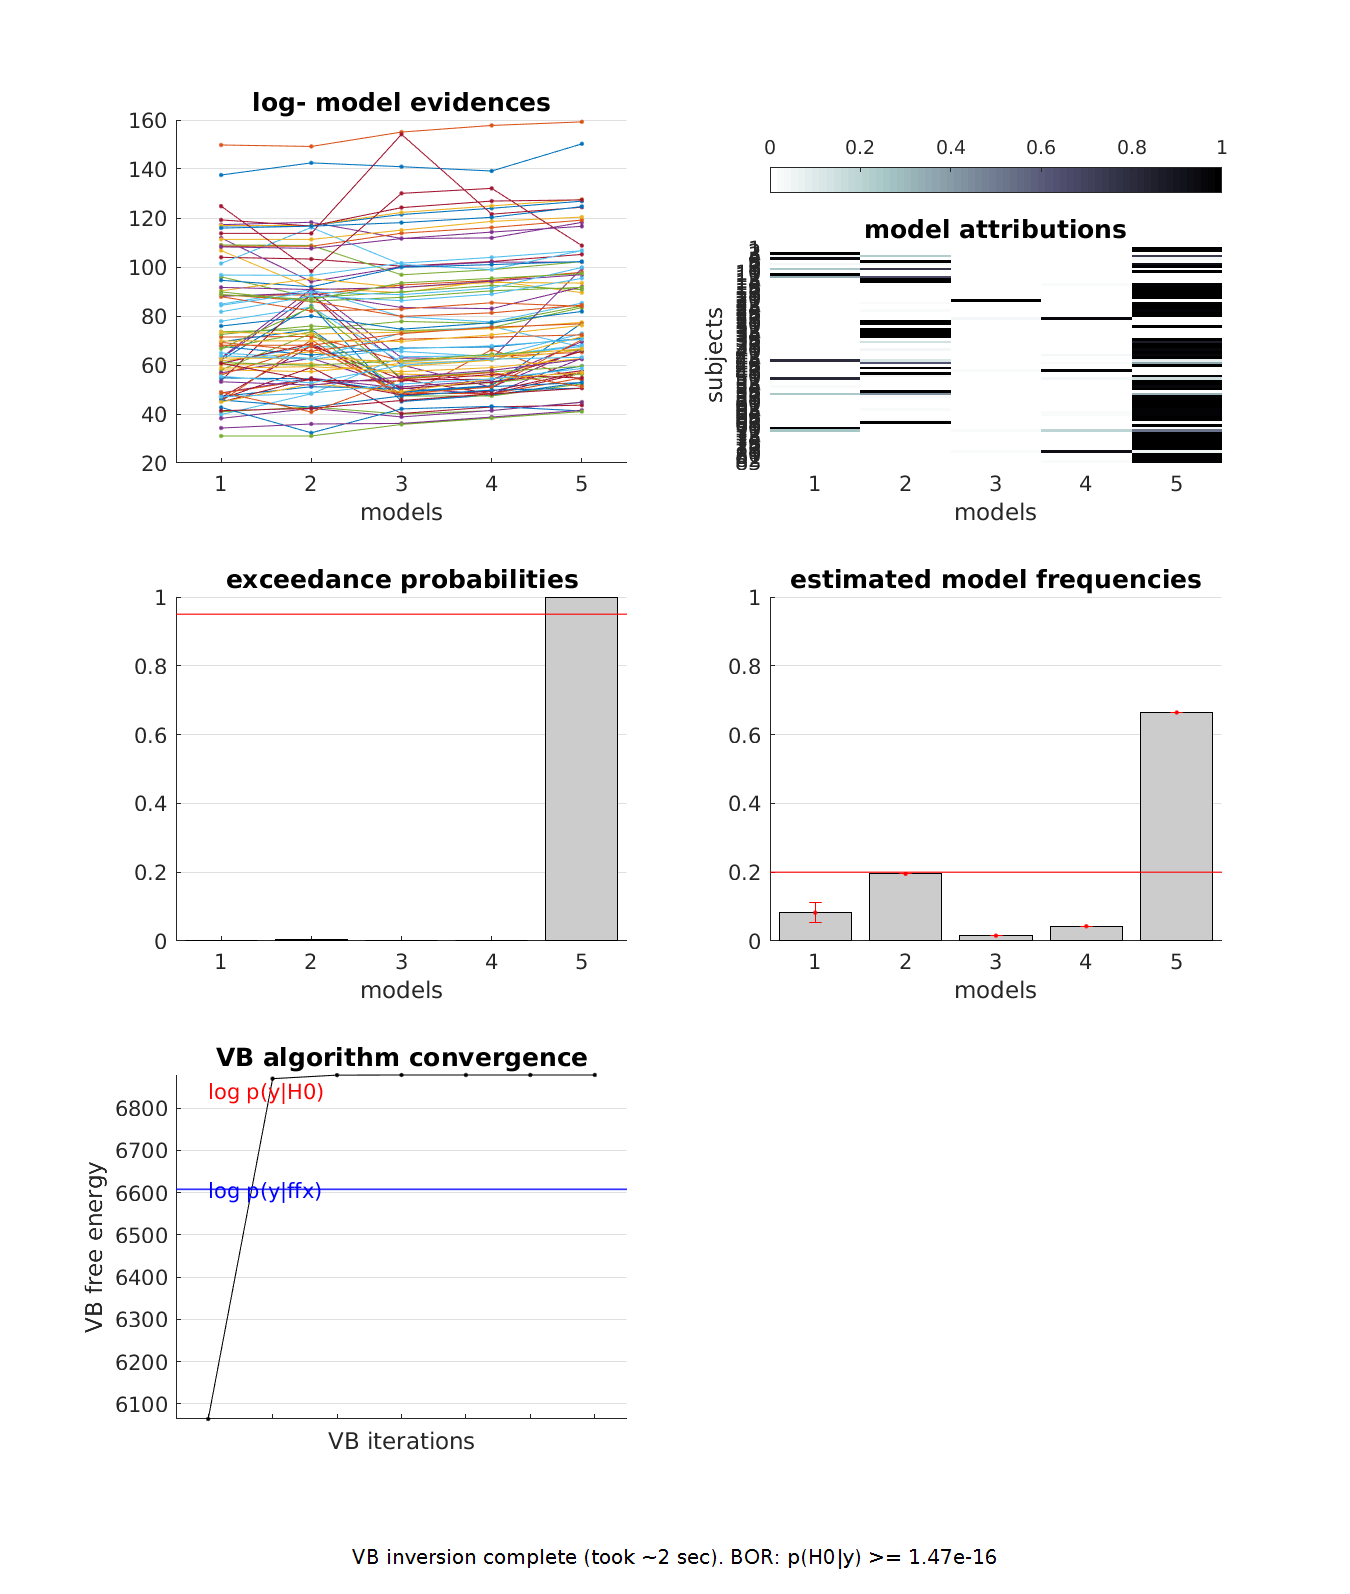 log- model evidences
160
140
120
100
80
60
40
20
1 2 3 4 5
models
0 0.2 0.4 0.6 0.8 1
model attributions
subjects
1 2 3 4 5
models
exceedance probabilities
1
0.8
0.6
0.4
0.2
0
1 2 3 4 5
models
estimated model frequencies
1
0.8
0.6
0.4
0.2
0
1 2 3 4 5
models
VB algorithm convergence
log p(y|H0)
log p(y|ffx)
VB free energy
6800
6700
6600
6500
6400
6300
6200
6100
VB iterations
VB inversion complete (took ~2 sec). BOR: p(H0|y) >= 1.47e-16